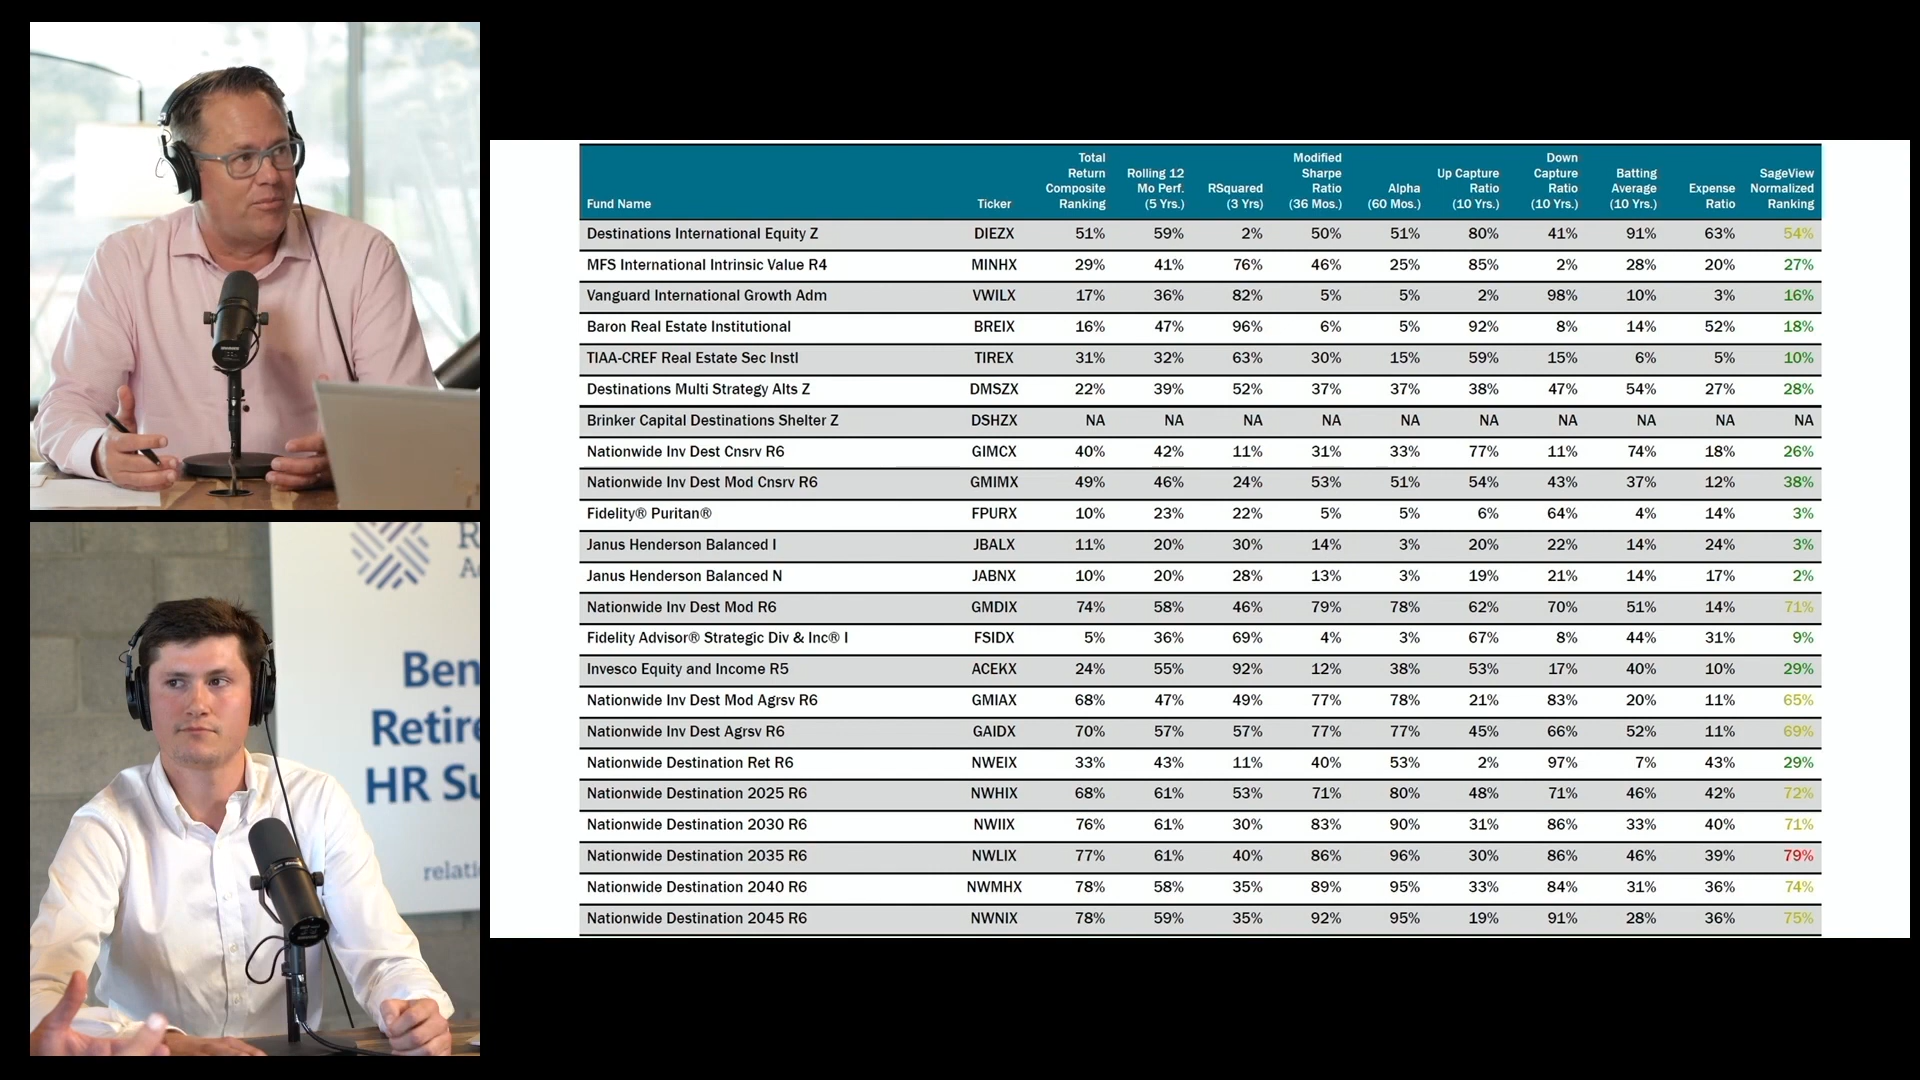 R
A
Ben
Retire
HR Su
relati
Fund Name Ticker Total Return Composite Ranking Rolling 12 Mo Perf. (5 Yrs.) RSquared (3 Yrs) Modified Sharpe Ratio (36 Mos.) Alpha (60 Mos.) Up Capture Ratio (10 Yrs.) Down Capture Ratio (10 Yrs.) Batting Average (10 Yrs.) Expense Ratio SageView Normalized Ranking
Destinations International Equity Z DIEZX 51% 59% 2% 50% 51% 80% 41% 91% 63% 54%
MFS International Intrinsic Value R4 MINHX 29% 41% 76% 46% 25% 85% 2% 28% 20% 27%
Vanguard International Growth Adm VWILX 17% 36% 82% 5% 5% 2% 98% 10% 3% 16%
Baron Real Estate Institutional BREIX 16% 47% 96% 6% 5% 92% 8% 14% 52% 18%
TIAA-CREF Real Estate Sec Instl TIREX 31% 32% 63% 30% 15% 59% 15% 6% 5% 10%
Destinations Multi Strategy Alts Z DMSZX 22% 39% 52% 37% 37% 38% 47% 54% 27% 28%
Brinker Capital Destinations Shelter Z DSHZX NA NA NA NA NA NA NA NA NA NA
Nationwide Inv Dest Cnsrv R6 GIMCX 40% 42% 11% 31% 33% 77% 11% 74% 18% 26%
Nationwide Inv Dest Mod Cnsrv R6 GMIMX 49% 46% 24% 53% 51% 54% 43% 37% 12% 38%
Fidelity® Puritan® FPURX 10% 23% 22% 5% 5% 6% 64% 4% 14% 3%
Janus Henderson Balanced I JBALX 11% 20% 30% 14% 3% 20% 22% 14% 24% 3%
Janus Henderson Balanced N JABNX 10% 20% 28% 13% 3% 19% 21% 14% 17% 2%
Nationwide Inv Dest Mod R6 GMDIX 74% 58% 46% 79% 78% 62% 70% 51% 14% 71%
Fidelity Advisor® Strategic Div & Inc® I FSIDX 5% 36% 69% 4% 3% 67% 8% 44% 31% 9%
Invesco Equity and Income R5 ACEKX 24% 55% 92% 12% 38% 53% 17% 40% 10% 29%
Nationwide Inv Dest Mod Agrsv R6 GMIAX 68% 47% 49% 77% 78% 21% 83% 20% 11% 65%
Nationwide Inv Dest Agrsv R6 GAIDX 70% 57% 57% 77% 77% 45% 66% 52% 11% 69%
Nationwide Destination Ret R6 NWEIX 33% 43% 11% 40% 53% 2% 97% 7% 43% 29%
Nationwide Destination 2025 R6 NWHIX 68% 61% 53% 71% 80% 48% 71% 46% 42% 72%
Nationwide Destination 2030 R6 NWIIX 76% 61% 30% 83% 90% 31% 86% 33% 40% 71%
Nationwide Destination 2035 R6 NWLIX 77% 61% 40% 86% 96% 30% 86% 46% 39% 79%
Nationwide Destination 2040 R6 NWMHX 78% 58% 35% 89% 95% 33% 84% 31% 36% 74%
Nationwide Destination 2045 R6 NWNIX 78% 59% 35% 92% 95% 19% 91% 28% 36% 75%